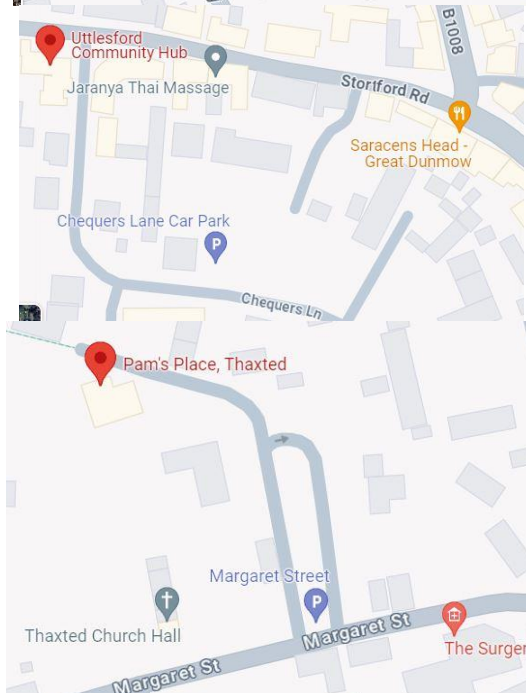 Uttlesford
Community Hub
B1008
Jaranya Thai Massage
Stortford Rd
Saracens Head -
Great Dunmow
Chequers Lane Car Park
P
Chequers Ln
Pam's Place, Thaxted
Margaret Street
P
Thaxted Church Hall
Margaret St
The Surger
Margaret St